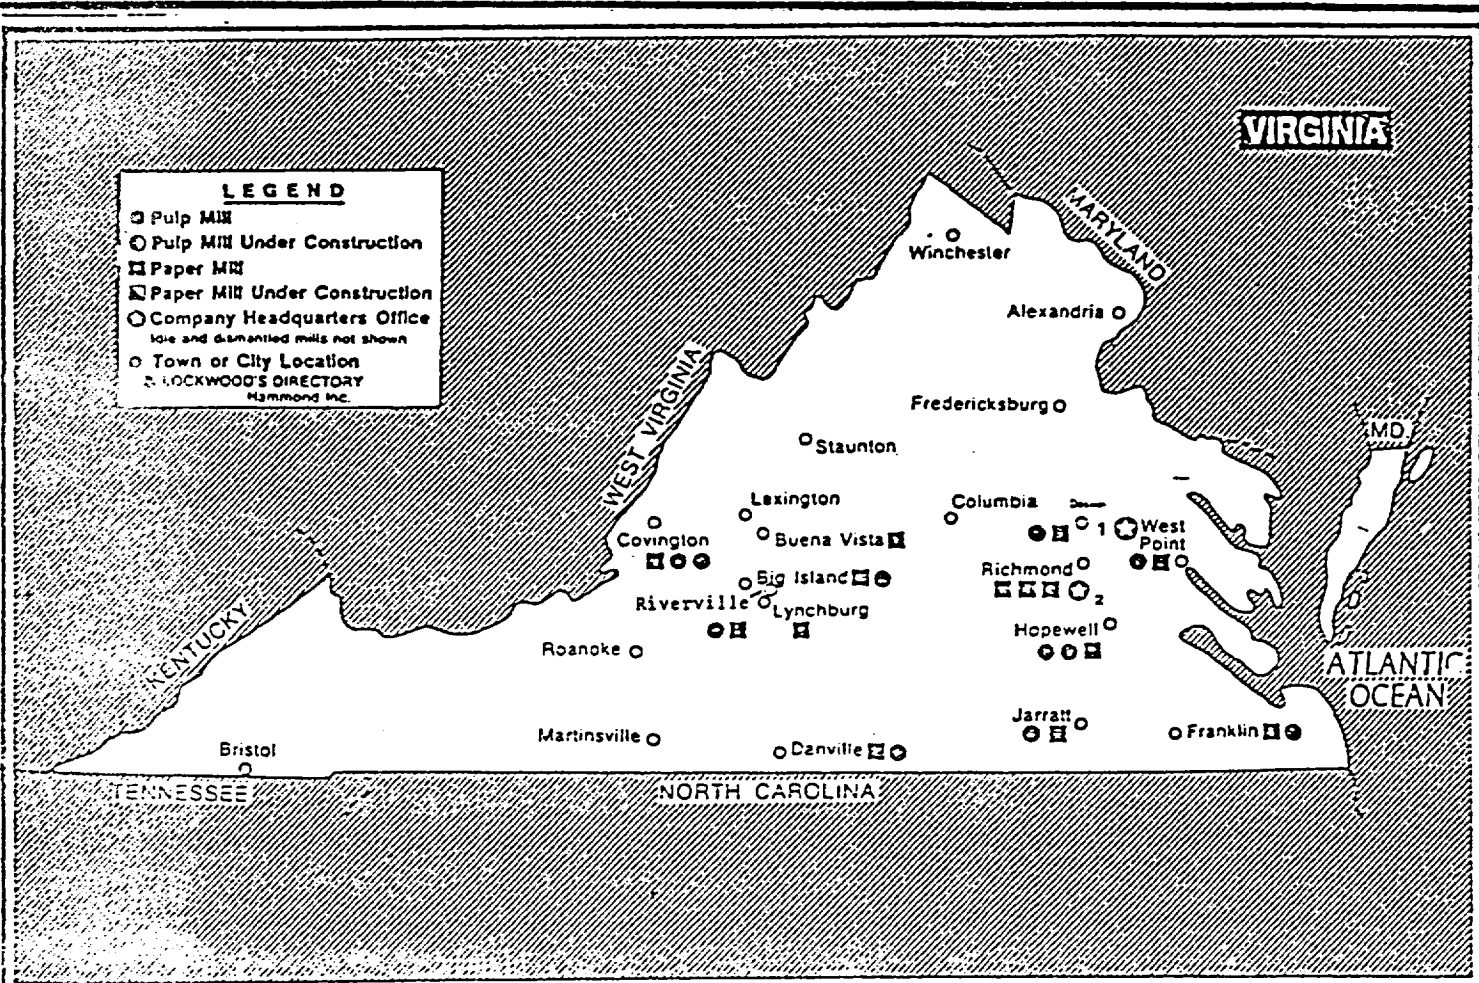 VIRGINIA
LEGEND
Pulp Mill
Pulp Mill Under Construction
Paper Mill
Paper Mill Under Construction
Company Headquarters Office
Idle and dismantled mills not shown
Town or City Location
LOCKWOOD'S DIRECTORY
Hammond Inc.
MARYLAND
Winchester
Alexandria
WEST VIRGINIA
Fredericksburg
MD.
Staunton
Lexington
Columbia
1
West
Point
Covington
Buena Vista
Richmond
Big Island
2
Riverville
Lynchburg
KENTUCKY
Hopewell
Roanoke
ATLANTIC
OCEAN
Jarratt
Franklin
Martinsville
Danville
Bristol
TENNESSEE
NORTH CAROLINA